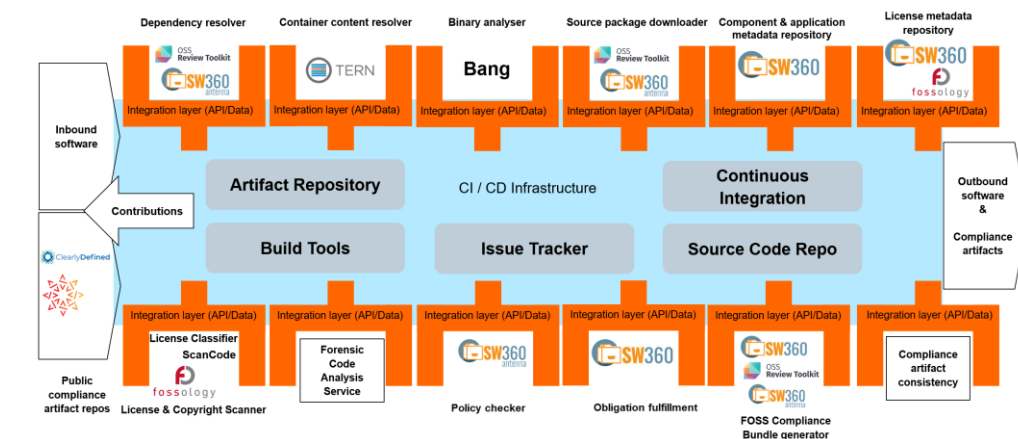 Dependency resolver
Container content resolver
Binary analyser
Source package downloader
Component & application
metadata repository
License metadata
repository
OSS
Review Toolkit
SW360
antenna
TERN
Bang
OSS
Review Toolkit
SW360
antenna
SW360
SW360
fossology
Integration layer (API/Data)
Integration layer (API/Data)
Integration layer (API/Data)
Integration layer (API/Data)
Integration layer (API/Data)
Integration layer (API/Data)
Inbound
software
Artifact Repository
CI / CD Infrastructure
Continuous
Integration
Contributions
Outbound
software
&
Compliance
artifacts
Build Tools
Issue Tracker
Source Code Repo
ClearlyDefined
Integration layer (API/Data)
Integration layer (API/Data)
Integration layer (API/Data)
Integration layer (API/Data)
Integration layer (API/Data)
Integration layer (API/Data)
License Classifier
ScanCode
fossology
Forensic
Code
Analysis
Service
SW360
antenna
SW360
SW360
OSS
Review Toolkit
SW360
antenna
Compliance
artifact
consistency
Public
compliance
artifact repos
License & Copyright Scanner
Policy checker
Obligation fulfillment
FOSS Compliance
Bundle generator